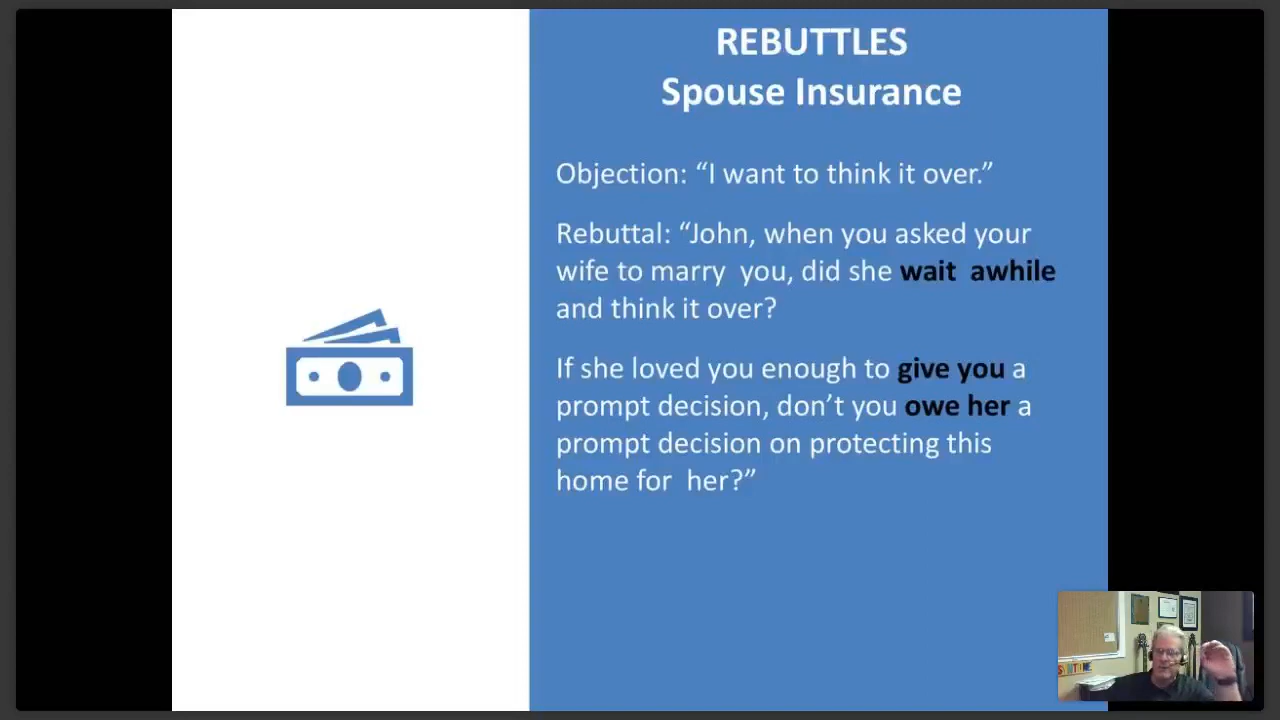 REBUTTLES
Spouse Insurance
Objection: “I want to think it over.”
Rebuttal: “John, when you asked your
wife to marry  you, did she wait  awhile
and think it over?
If she loved you enough to give you a
prompt decision, don’t you owe her a
prompt decision on protecting this
home for  her?”